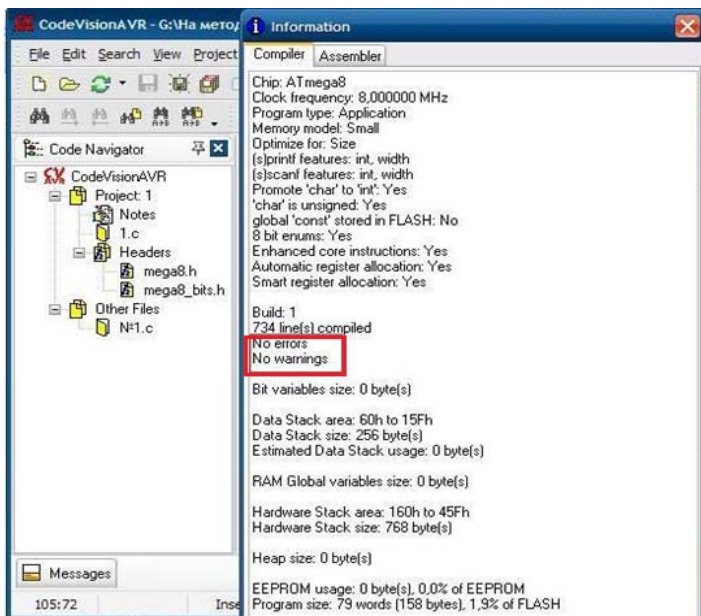 CodeVisionAVR - G:\На мето
File Edit Search View Project
Code Navigator
CodeVisionAVR
Project: 1
Notes
1.c
Headers
mega8.h
mega8_bits.h
Other Files
№1.c
Messages
105:72
Inse
Information
Compiler Assembler
Chip: ATmega8
Clock frequency: 8,000000 MHz
Program type: Application
Memory model: Small
Optimize for: Size
(s)printf features: int, width
(s)scanf features: int, width
Promote 'char' to 'int': Yes
'char' is unsigned: Yes
global 'const' stored in FLASH: No
8 bit enums: Yes
Enhanced core instructions: Yes
Automatic register allocation: Yes
Smart register allocation: Yes
Build: 1
734 line(s) compiled
No errors
No warnings
Bit variables size: 0 byte(s)
Data Stack area: 60h to 15Fh
Data Stack size: 256 byte(s)
Estimated Data Stack usage: 0 byte(s)
RAM Global variables size: 0 byte(s)
Hardware Stack area: 160h to 45Fh
Hardware Stack size: 768 byte(s)
Heap size: 0 byte(s)
EEPROM usage: 0 byte(s), 0,0% of EEPROM
Program size: 79 words (158 bytes), 1,9% of FLASH